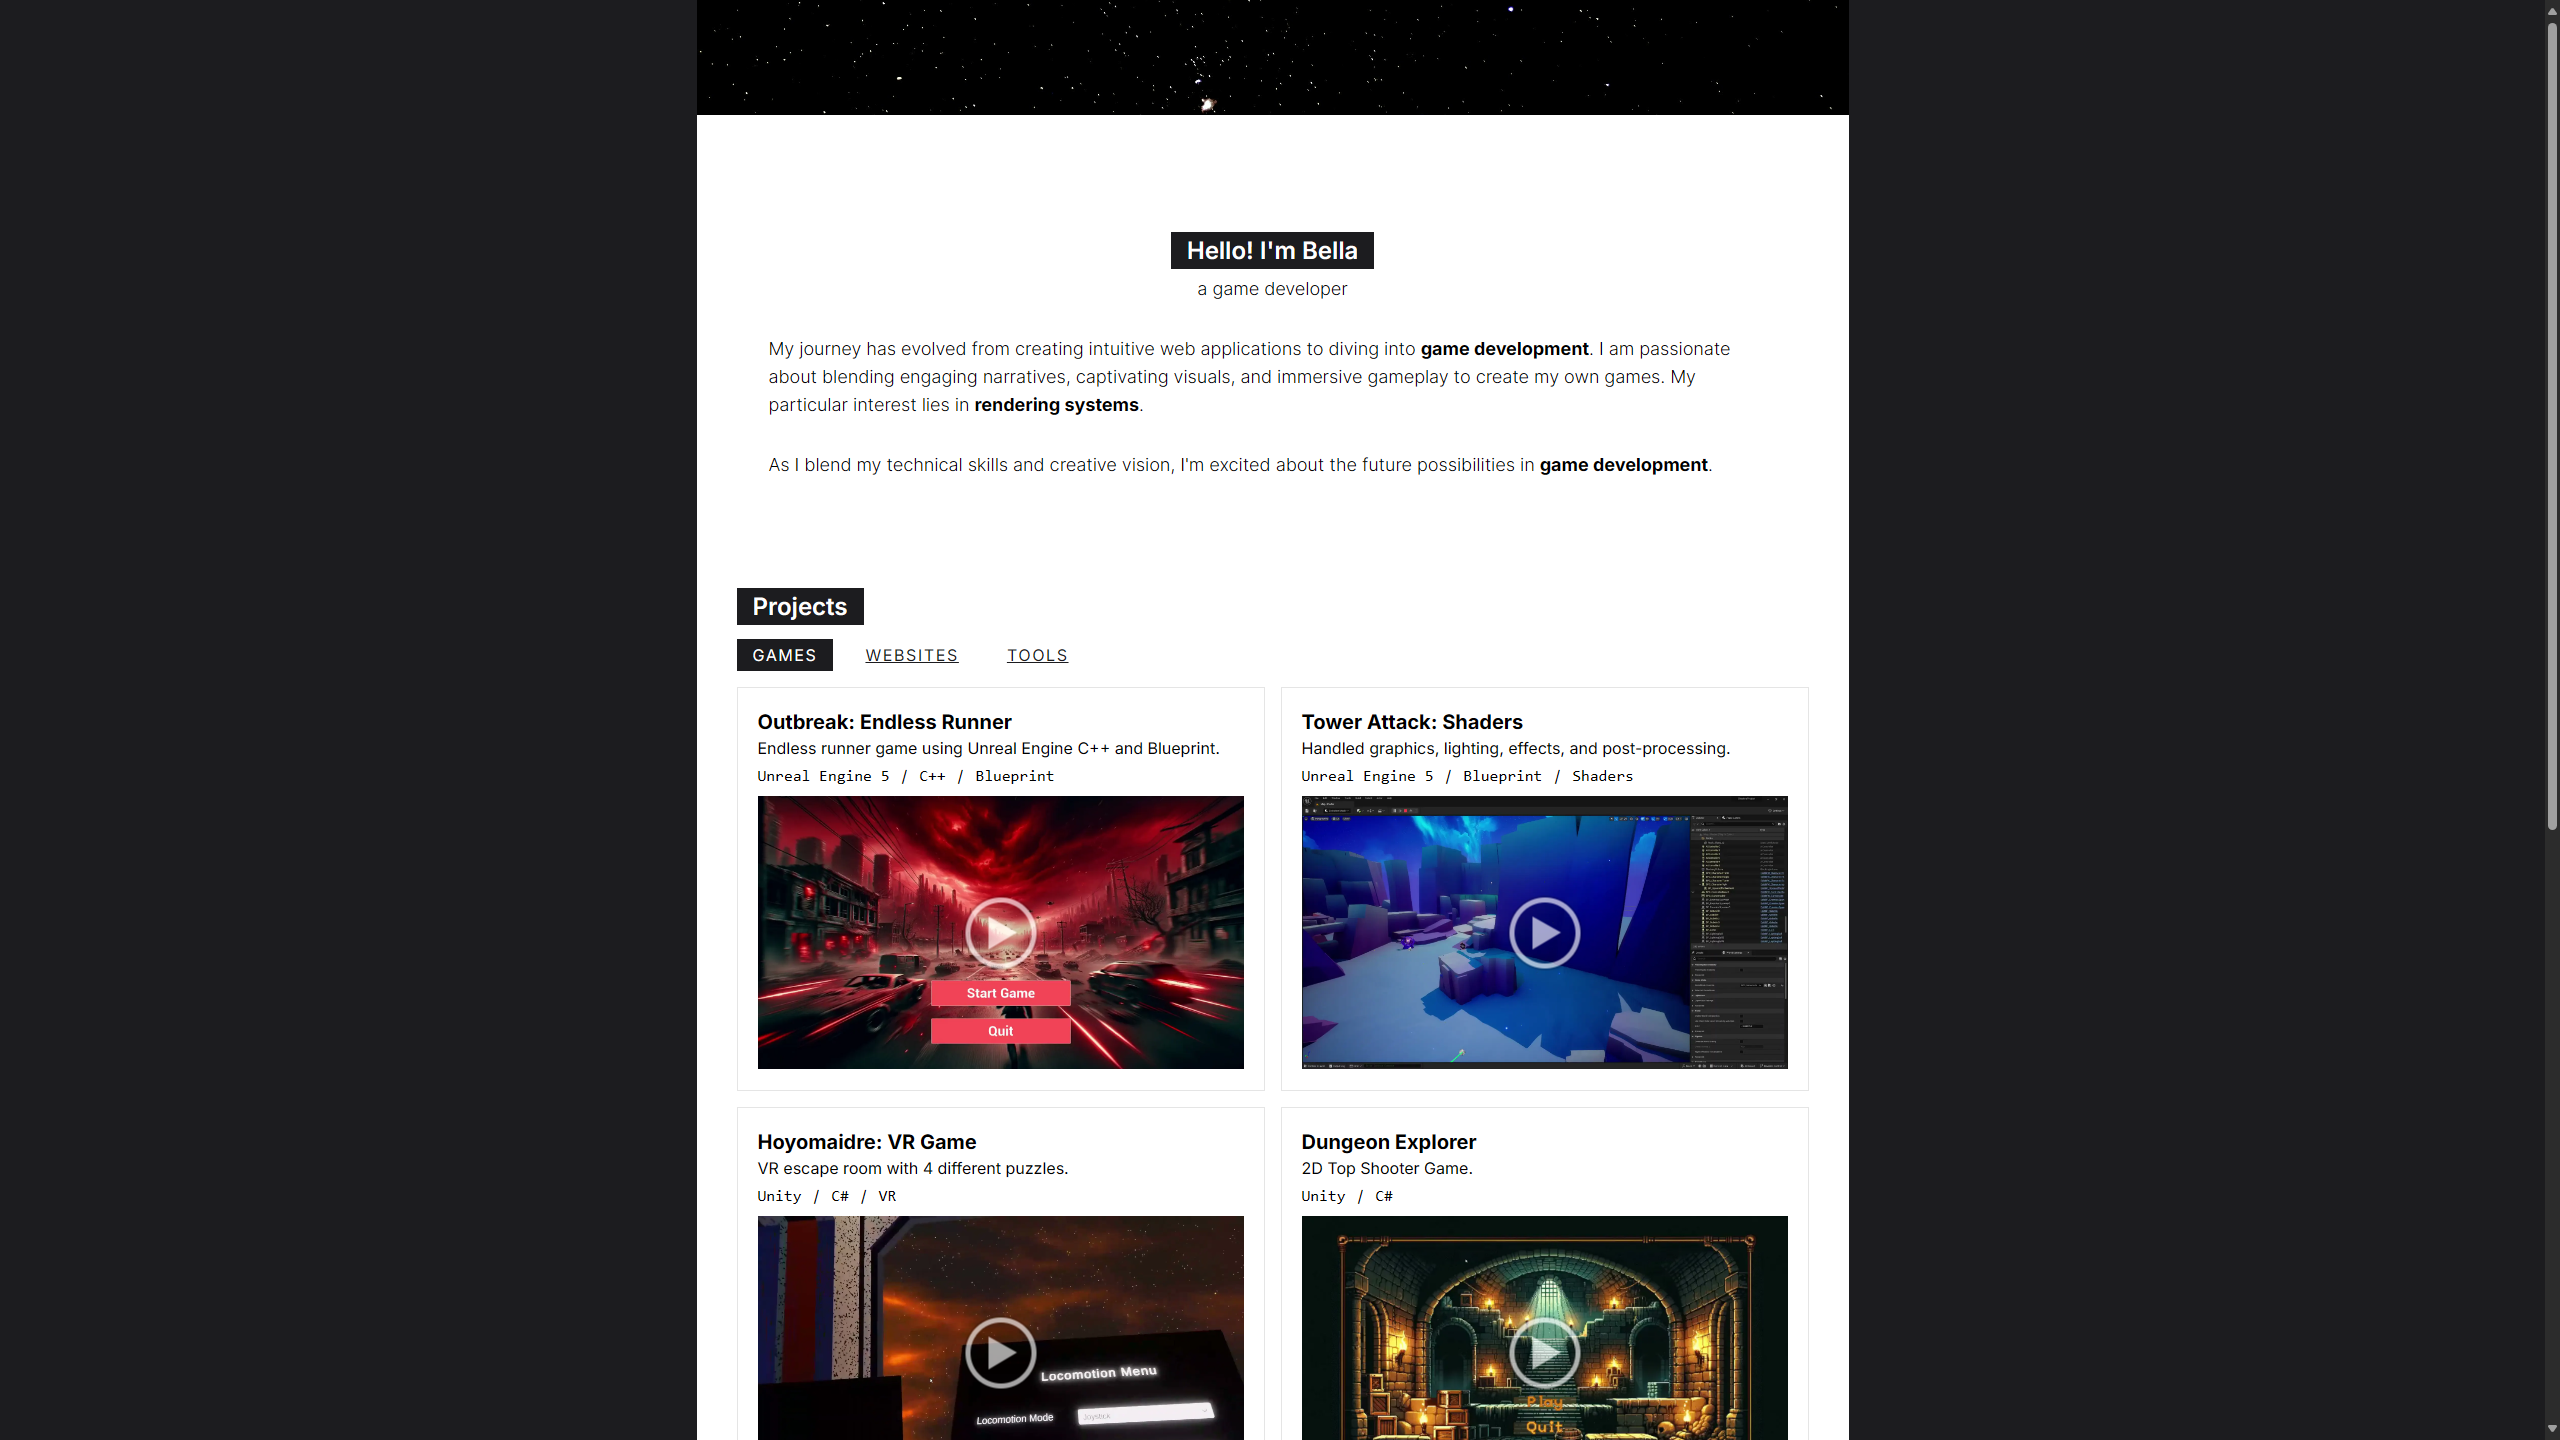 Hello! I'm Bella
a game developer
My journey has evolved from creating intuitive web applications to diving into game development. I am passionate
about blending engaging narratives, captivating visuals, and immersive gameplay to create my own games. My
particular interest lies in rendering systems.
As I blend my technical skills and creative vision, I'm excited about the future possibilities in game development.
Projects
GAMES WEBSITES TOOLS
Outbreak: Endless Runner
Endless runner game using Unreal Engine C++ and Blueprint.
Unreal Engine 5 / C++ / Blueprint
Start Game
Quit
Tower Attack: Shaders
Handled graphics, lighting, effects, and post-processing.
Unreal Engine 5 / Blueprint / Shaders
Hoyomaidre: VR Game
VR escape room with 4 different puzzles.
Unity / C# / VR
Locomotion Menu
Locomotion Mode Joystick
Dungeon Explorer
2D Top Shooter Game.
Unity / C#
Play
Quit